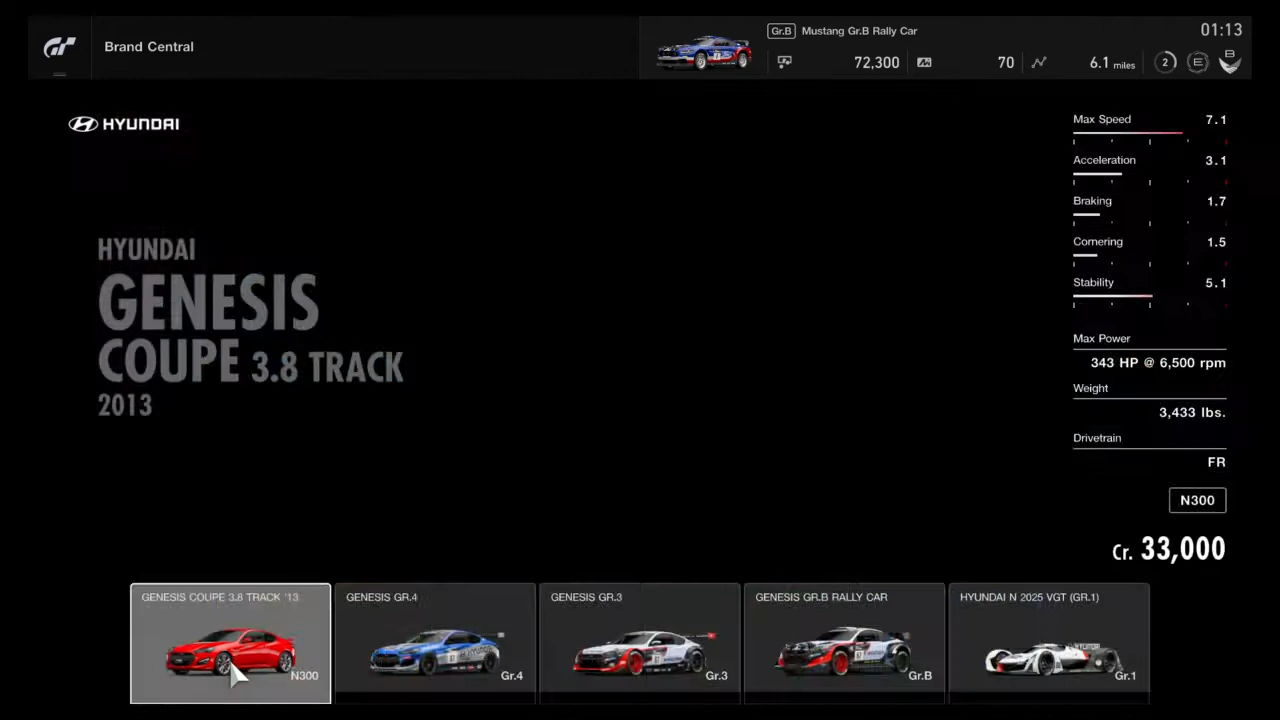 GT
Brand Central
Gr.B Mustang Gr.B Rally Car
72,300
70
6.1 miles
2
E
B
01:13
HYUNDAI
HYUNDAI
GENESIS
COUPE 3.8 TRACK
2013
Max Speed 7.1
Acceleration 3.1
Braking 1.7
Cornering 1.5
Stability 5.1
Max Power
343 HP @ 6,500 rpm
Weight
3,433 lbs.
Drivetrain
FR
N300
Cr. 33,000
GENESIS COUPE 3.8 TRACK '13
N300
GENESIS GR.4
Gr.4
GENESIS GR.3
Gr.3
GENESIS GR.B RALLY CAR
Gr.B
HYUNDAI N 2025 VGT (GR.1)
Gr.1